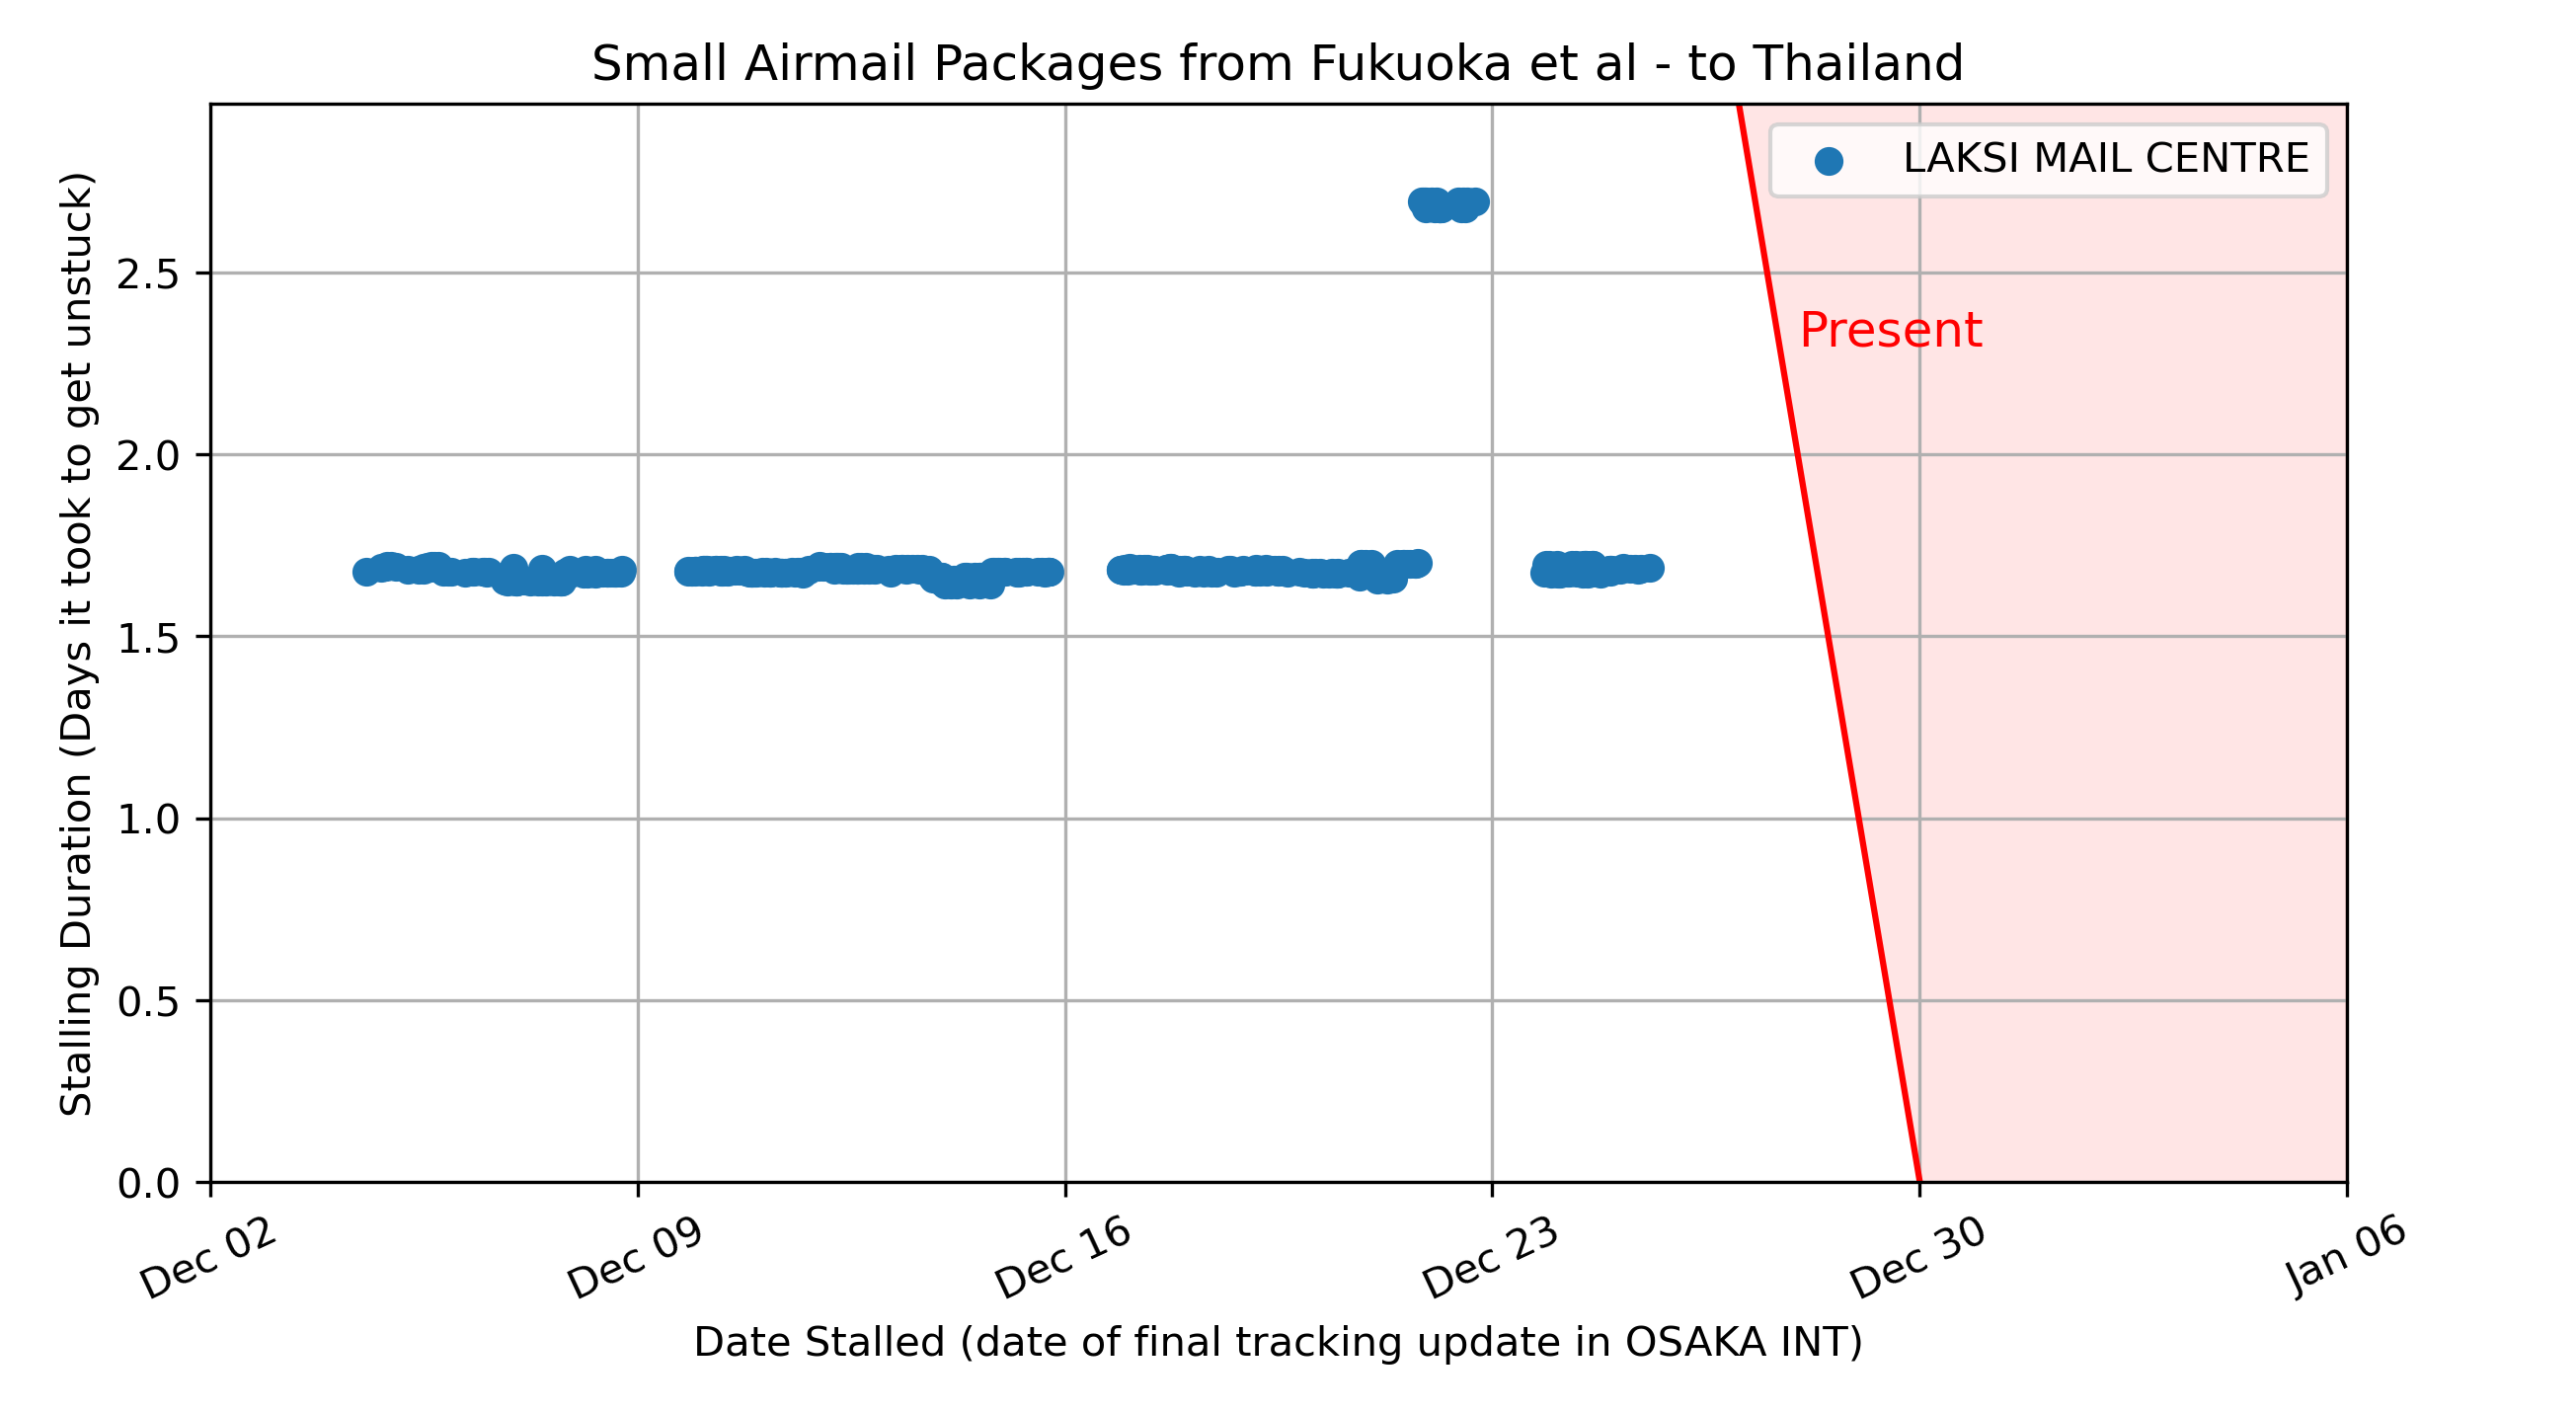 Small Airmail Packages from Fukuoka et al - to Thailand
LAKSI MAIL CENTRE
Present
Stalling Duration (Days it took to get unstuck)
2.5
2.0
1.5
1.0
0.5
0.0
Dec 02
Dec 09
Dec 16
Dec 23
Dec 30
Jan 06
Date Stalled (date of final tracking update in OSAKA INT)